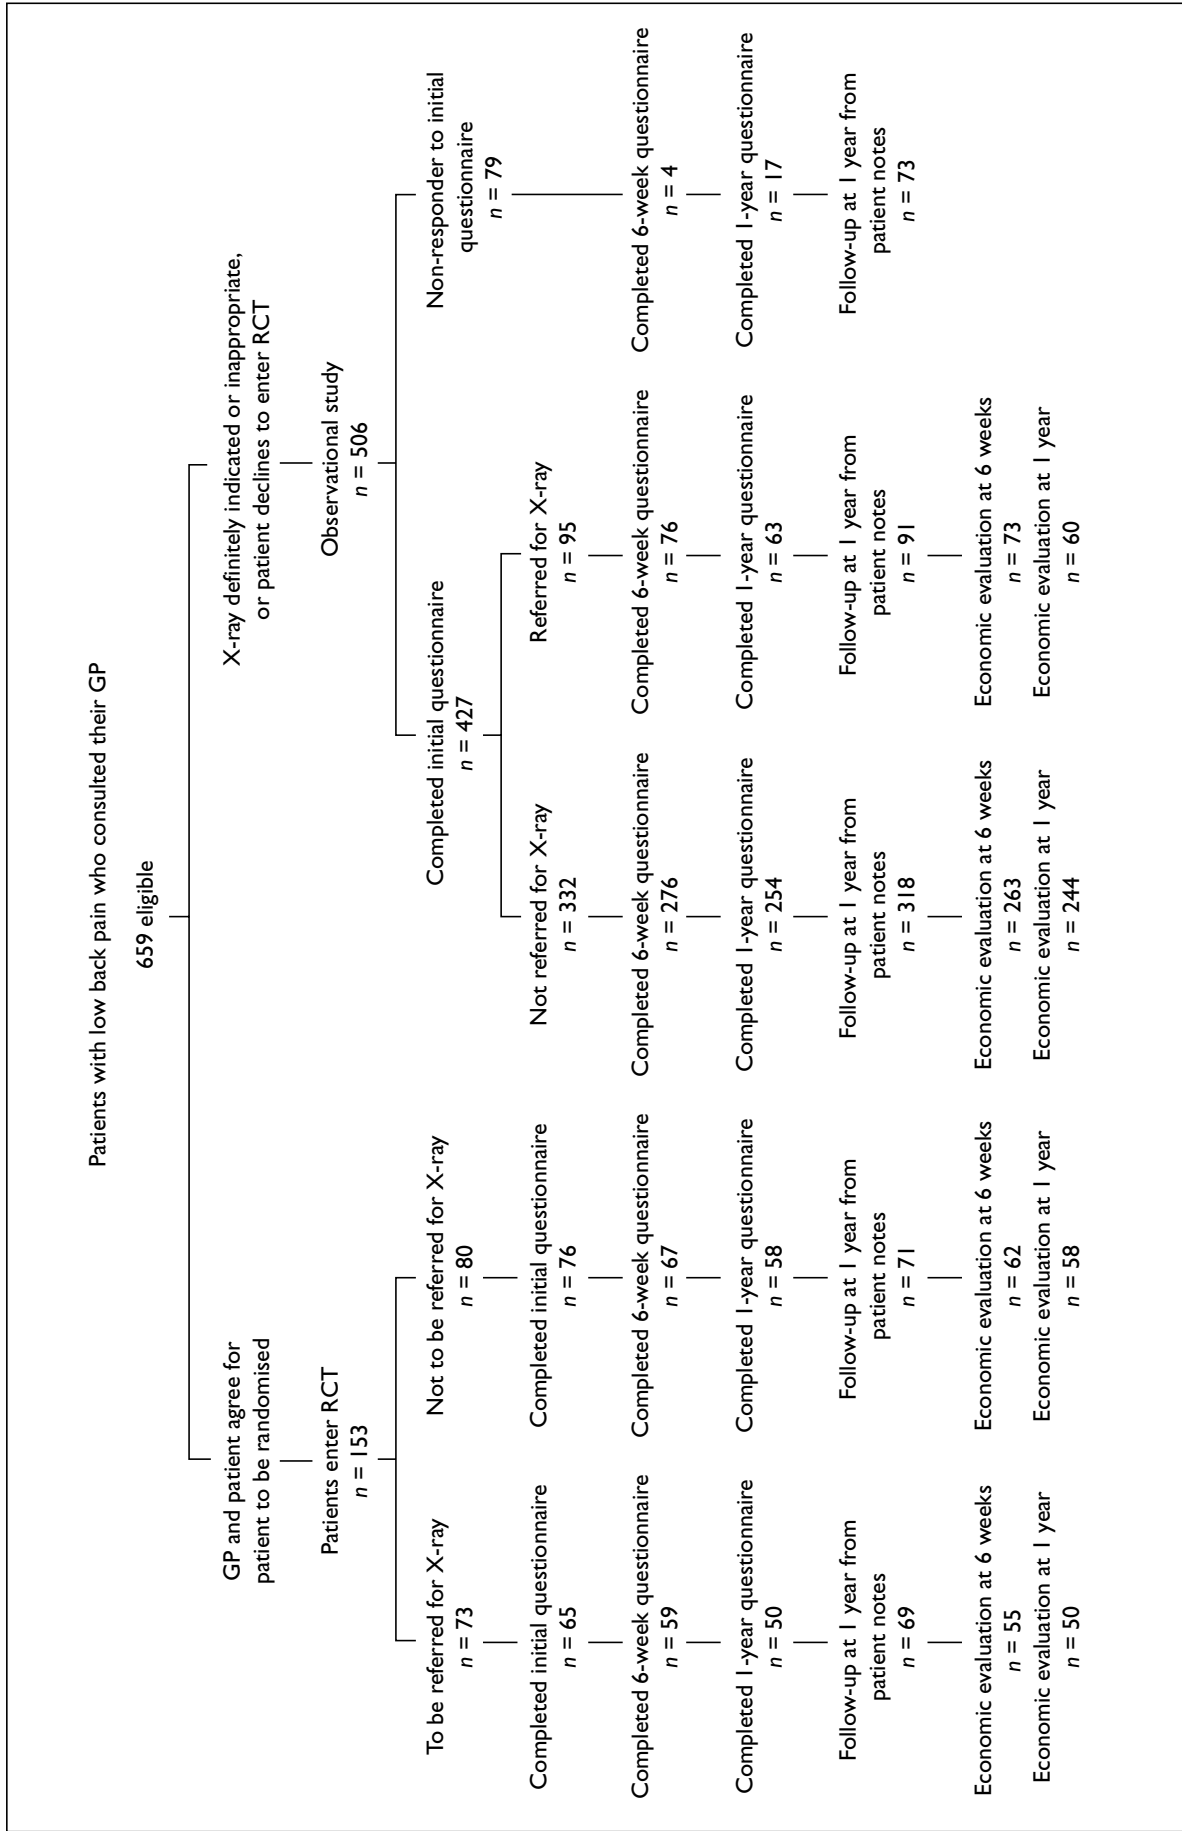 Patients with low back pain who consulted their GP
659 eligible
GP and patient agree for
patient to be randomised
Patients enter RCT
n = 153
To be referred for X-ray
n = 73
Completed initial questionnaire
n = 65
Completed 6-week questionnaire
n = 59
Completed 1-year questionnaire
n = 50
Follow-up at 1 year from
patient notes
n = 69
Economic evaluation at 6 weeks
n = 55
Economic evaluation at 1 year
n = 50
Not to be referred for X-ray
n = 80
Completed initial questionnaire
n = 76
Completed 6-week questionnaire
n = 67
Completed 1-year questionnaire
n = 58
Follow-up at 1 year from
patient notes
n = 71
Economic evaluation at 6 weeks
n = 62
Economic evaluation at 1 year
n = 58
X-ray definitely indicated or inappropriate,
or patient declines to enter RCT
Observational study
n = 506
Completed initial questionnaire
n = 427
Not referred for X-ray
n = 332
Completed 6-week questionnaire
n = 276
Completed 1-year questionnaire
n = 254
Follow-up at 1 year from
patient notes
n = 318
Economic evaluation at 6 weeks
n = 263
Economic evaluation at 1 year
n = 244
Referred for X-ray
n = 95
Completed 6-week questionnaire
n = 76
Completed 1-year questionnaire
n = 63
Follow-up at 1 year from
patient notes
n = 91
Economic evaluation at 6 weeks
n = 73
Economic evaluation at 1 year
n = 60
Non-responder to initial
questionnaire
n = 79
Completed 6-week questionnaire
n = 4
Completed 1-year questionnaire
n = 17
Follow-up at 1 year from
patient notes
n = 73